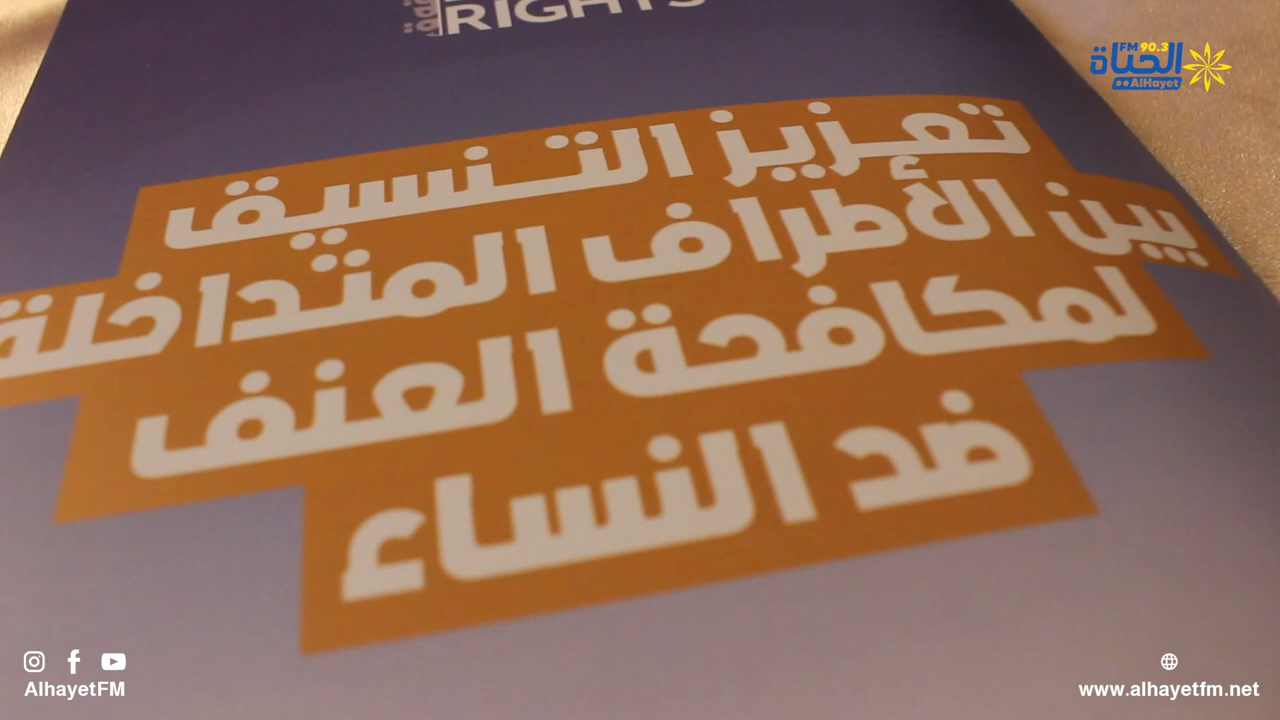 RIGHTS
FM 90.3
الحياة
AlHayet
تعزيز التنسيق
بين الأطراف المتداخلة
لمكافحة العنف
ضد النساء
AlhayetFM
www.alhayetfm.net